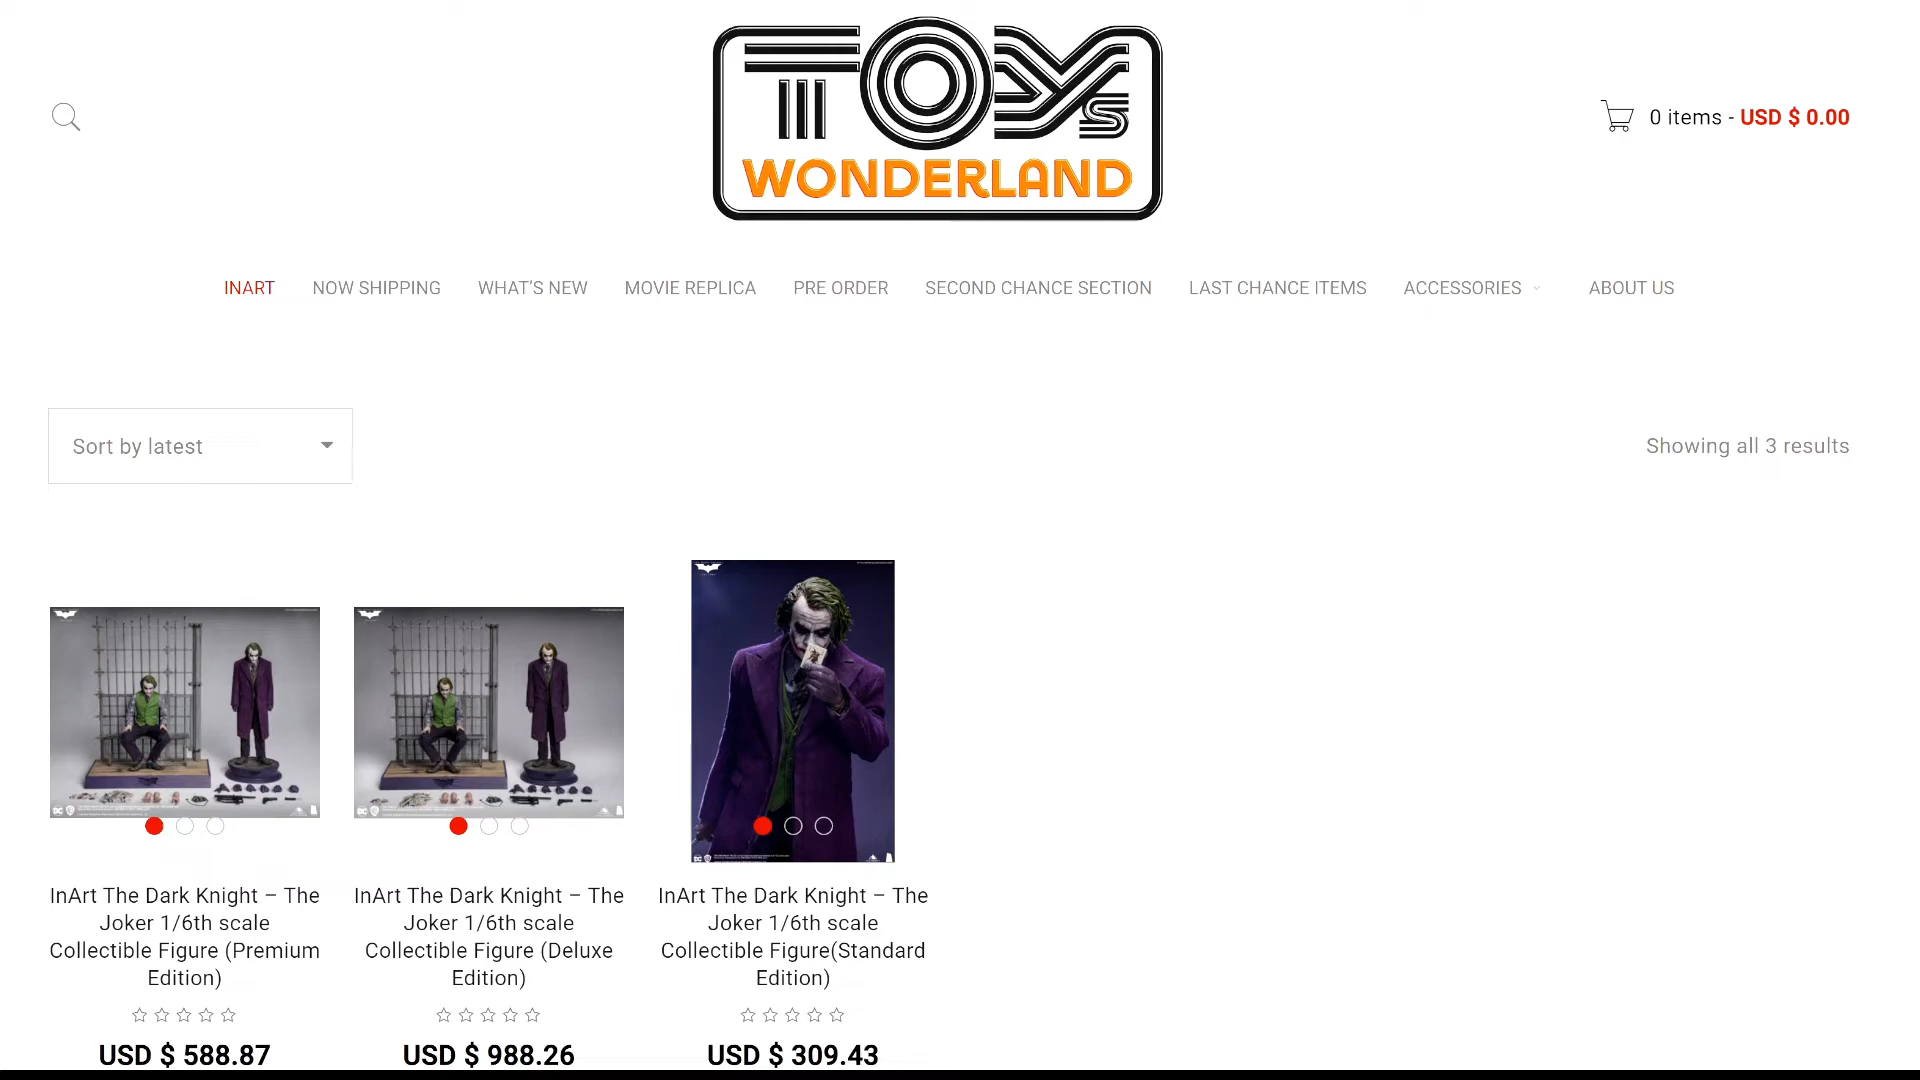 TOYs
WONDERLAND
0 items - USD $ 0.00
INART NOW SHIPPING WHAT’S NEW MOVIE REPLICA PRE ORDER SECOND CHANCE SECTION LAST CHANCE ITEMS ACCESSORIES ABOUT US
Sort by latest
Showing all 3 results
InArt The Dark Knight – The
Joker 1/6th scale
Collectible Figure (Premium
Edition)
USD $ 588.87
InArt The Dark Knight – The
Joker 1/6th scale
Collectible Figure (Deluxe
Edition)
USD $ 988.26
InArt The Dark Knight – The
Joker 1/6th scale
Collectible Figure(Standard
Edition)
USD $ 309.43